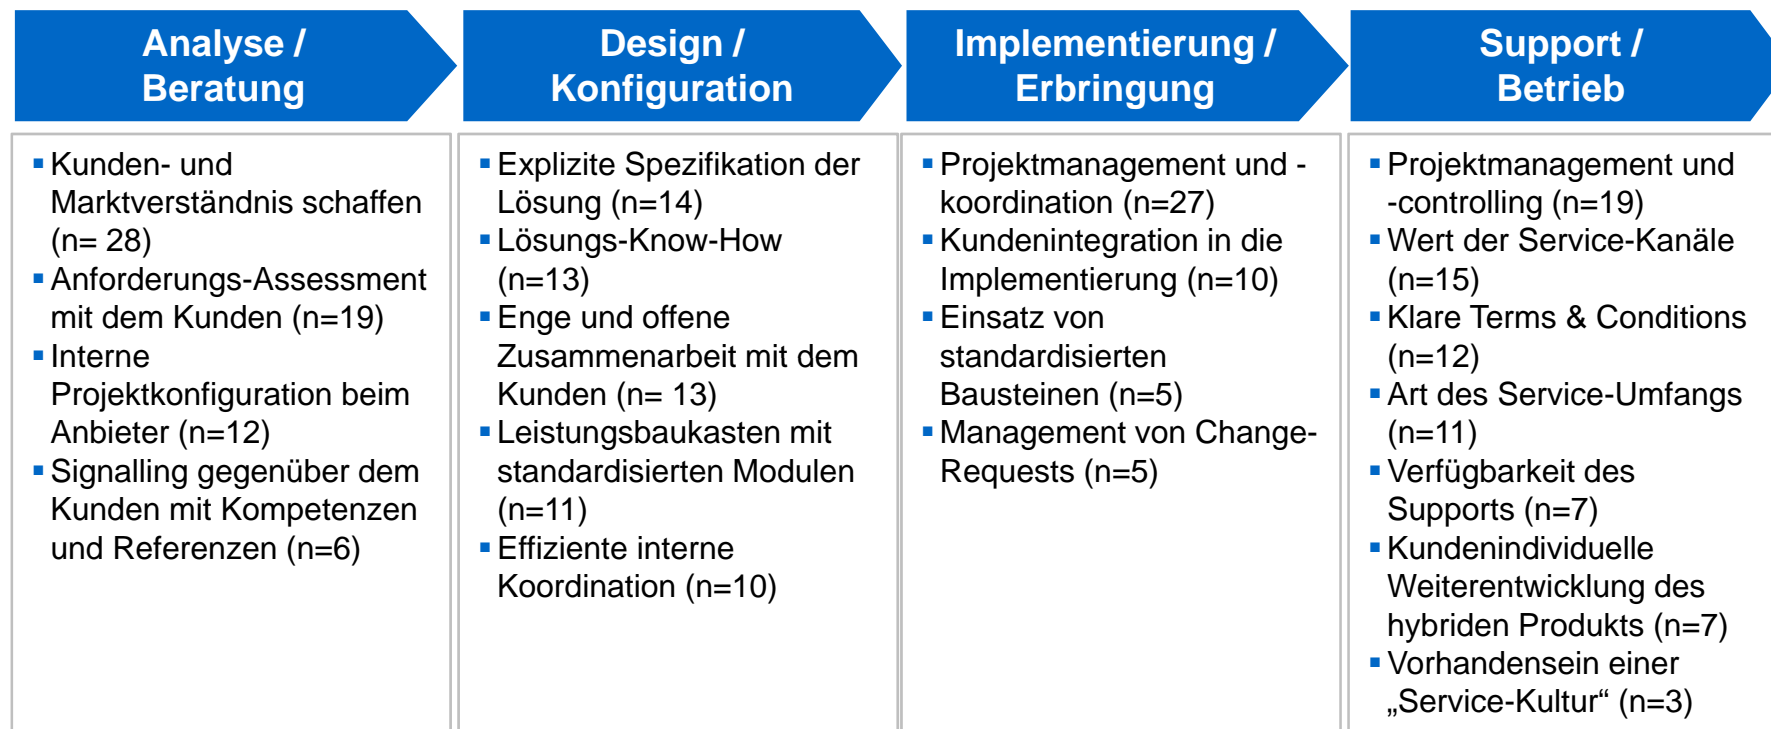 Analyse /
Beratung
Design /
Konfiguration
Implementierung /
Erbringung
Support /
Betrieb
▪ Kunden- und
Marktverständnis schaffen
(n= 28)
▪ Anforderungs-Assessment
mit dem Kunden (n=19)
▪ Interne
Projektkonfiguration beim
Anbieter (n=12)
▪ Signalling gegenüber dem
Kunden mit Kompetenzen
und Referenzen (n=6)
▪ Explizite Spezifikation der
Lösung (n=14)
▪ Lösungs-Know-How
(n=13)
▪ Enge und offene
Zusammenarbeit mit dem
Kunden (n= 13)
▪ Leistungsbaukasten mit
standardisierten Modulen
(n=11)
▪ Effiziente interne
Koordination (n=10)
▪ Projektmanagement und -
koordination (n=27)
▪ Kundenintegration in die
Implementierung (n=10)
▪ Einsatz von
standardisierten
Bausteinen (n=5)
▪ Management von Change-
Requests (n=5)
▪ Projektmanagement und
-controlling (n=19)
▪ Wert der Service-Kanäle
(n=15)
▪ Klare Terms & Conditions
(n=12)
▪ Art des Service-Umfangs
(n=11)
▪ Verfügbarkeit des
Supports (n=7)
▪ Kundenindividuelle
Weiterentwicklung des
hybriden Produkts (n=7)
▪ Vorhandensein einer
„Service-Kultur“ (n=3)